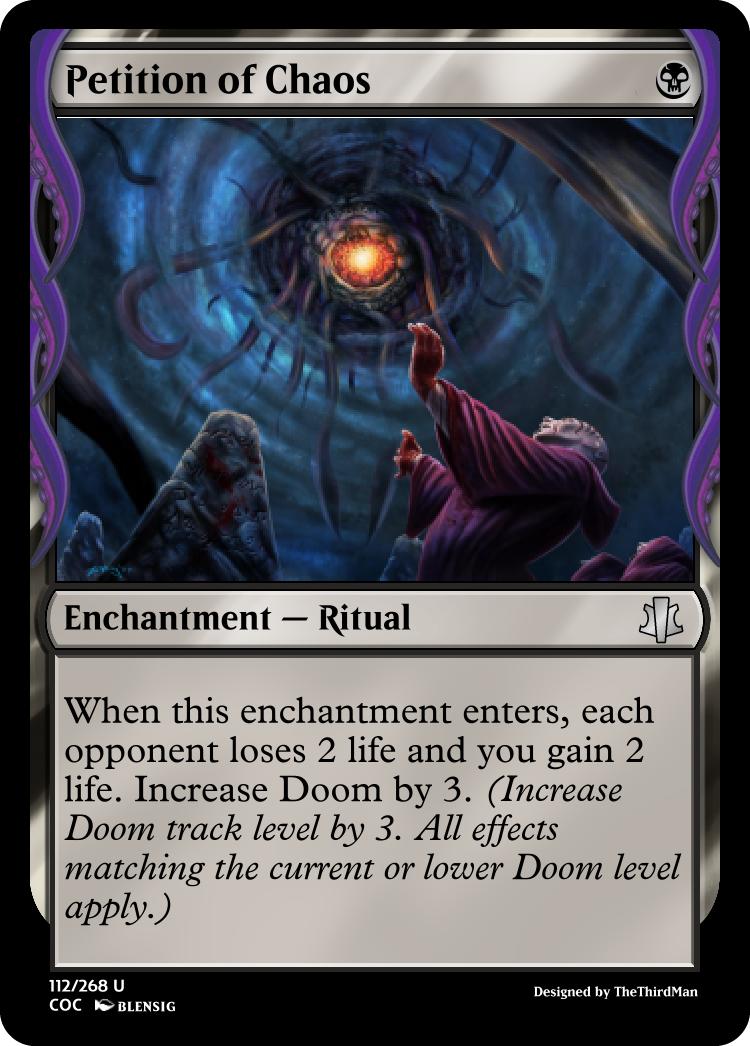 Petition of Chaos
Enchantment — Ritual
When this enchantment enters, each
opponent loses 2 life and you gain 2
life. Increase Doom by 3. (Increase
Doom track level by 3. All effects
matching the current or lower Doom level
apply.)
112/268 U
COC BLENSIG
Designed by TheThirdMan